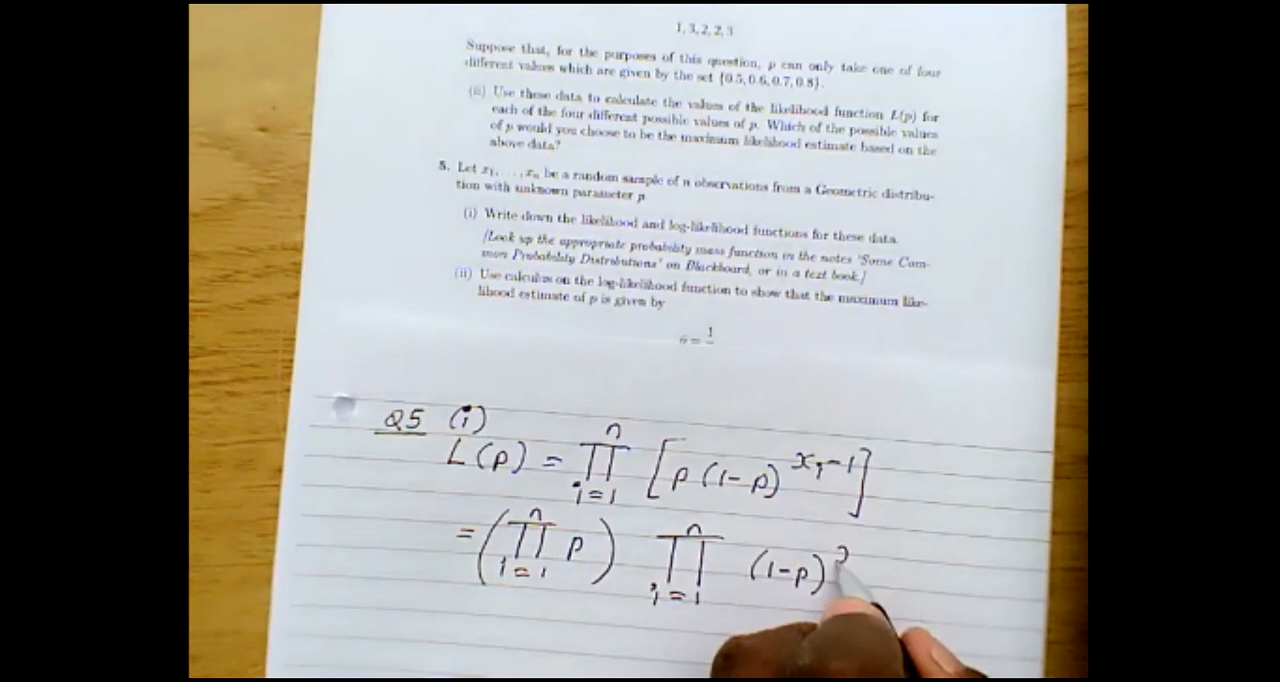 1, 3, 2, 2, 3
Suppose that, for the purposes of this question, p can only take one of four
different values which are given by the set {0.5, 0.6, 0.7, 0.8}.
(ii) Use these data to calculate the values of the likelihood function L(p) for
each of the four different possible values of p. Which of the possible values
of p would you choose to be the maximum likelihood estimate based on the
above data?
5. Let x₁, . . . , xₙ be a random sample of n observations from a Geometric distribu-
tion with unknown parameter p
(i) Write down the likelihood and log-likelihood functions for these data.
[Look up the appropriate probability mass function in the notes 'Some Com-
mon Probability Distributions' on Blackboard, or in a text book.]
(ii) Use calculus on the log-likelihood function to show that the maximum like-
lihood estimate of p is given by
= 1
Q5 (i)
L(p) = ∏ᵢ₌₁ⁿ [p(1-p)^(xᵢ-1)]
= (∏ᵢ₌₁ⁿ p) ∏ᵢ₌₁ⁿ (1-p)